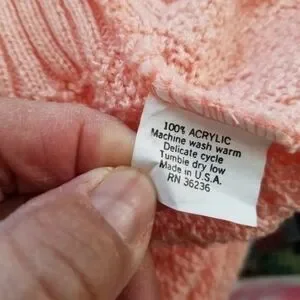 100% ACRYLIC
Machine wash warm
Delicate cycle
Tumble dry low
Made in U.S.A.
RN 36236